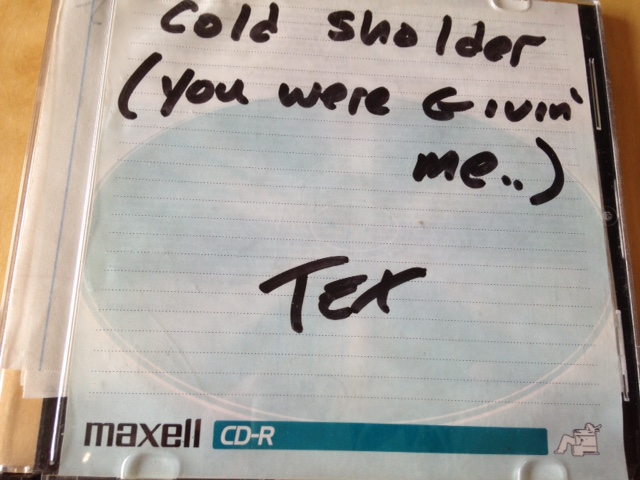 Cold Sholder
(You were Givin'
me..)
TEX
maxell CD-R